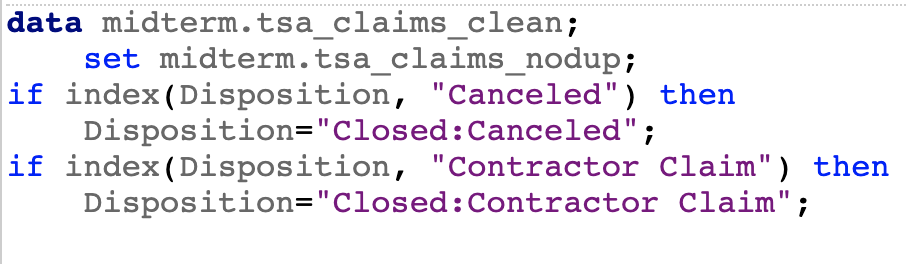 data midterm.tsa_claims_clean;
    set midterm.tsa_claims_nodup;
if index(Disposition, "Canceled") then
    Disposition="Closed:Canceled";
if index(Disposition, "Contractor Claim") then
    Disposition="Closed:Contractor Claim";